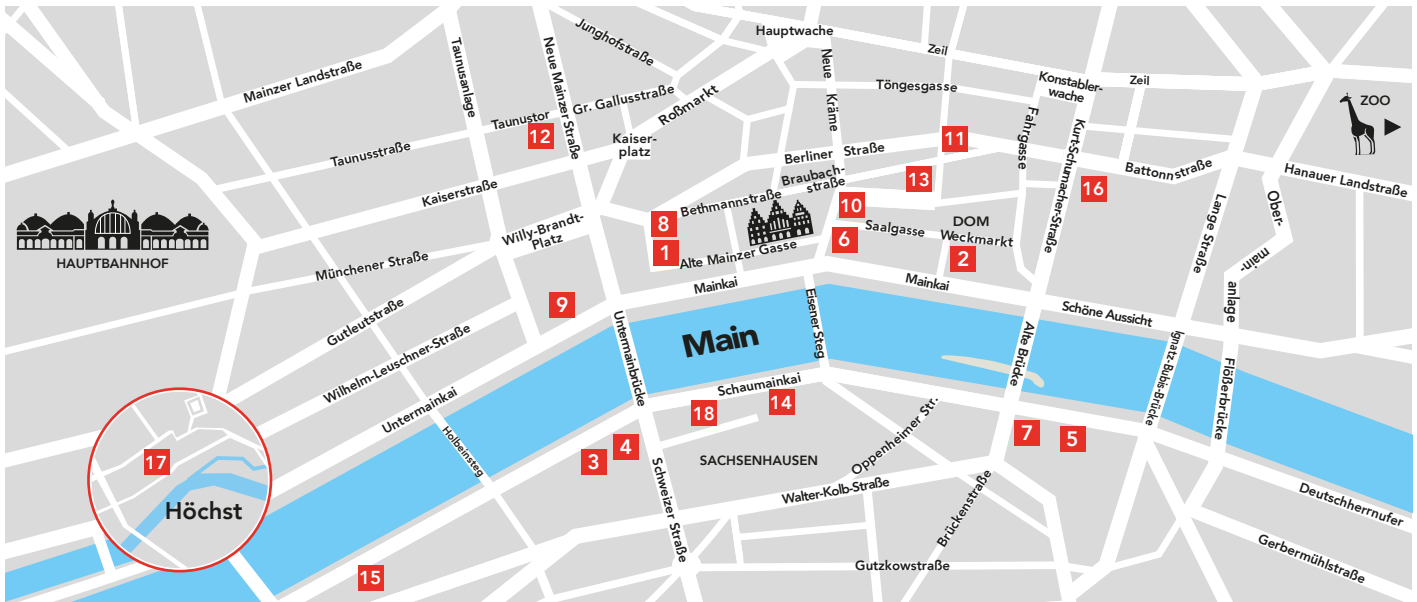 Junghofstraße
Hauptwache
Neue Mainzer Straße
Taunusanlage
Neue
Kräme
Zeil
Mainzer Landstraße
Gr. Gallusstraße
Roßmarkt
Töngesgasse
Konstabler-
wache
Zeil
ZOO
Taunustor
12
Kaiser-
platz
Taunusstraße
Berliner Straße
11
Fahrgasse
Kurt-Schumacher-Straße
Battonnstraße
Hanauer Landstraße
Kaiserstraße
Braubach-
straße
13
16
Lange Straße
Ober-
main-
anlage
Bethmannstraße
10
8
Willy-Brandt-
Platz
Saalgasse
DOM
Weckmarkt
6
1
Alte Mainzer Gasse
2
HAUPTBAHNHOF
Münchener Straße
Mainkai
Mainkai
9
Gutleutstraße
Eisener Steg
Schöne Aussicht
Untermainbrücke
Main
Alte Brücke
Ignatz-Bubis-Brücke
Flößerbrücke
Wilhelm-Leuschner-Straße
Untermainkai
Schaumainkai
18
14
Holbeinsteg
3
4
7
5
Oppenheimer Str.
SACHSENHAUSEN
17
Höchst
Schweizer Straße
Walter-Kolb-Straße
Brückenstraße
Deutschherrnufer
Gerbermühlstraße
Gutzkowstraße
15